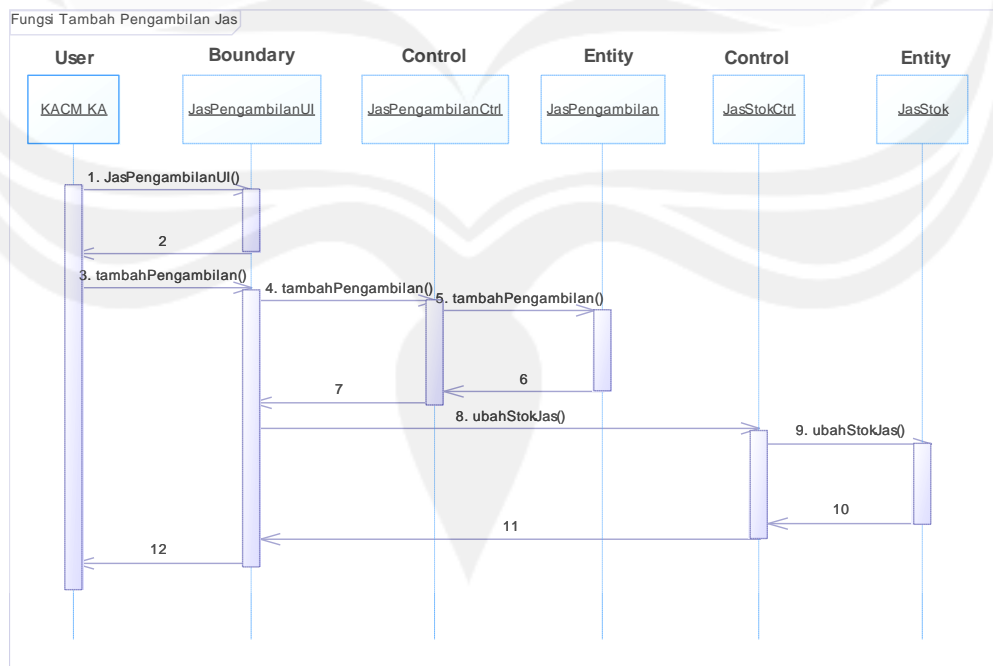 Fungsi Tambah Pengambilan Jas
User
Boundary
Control
Entity
Control
Entity
KACM KA
JasPengambilanUI
JasPengambilanCtrl
JasPengambilan
JasStokCtrl
JasStok
1. JasPengambilanUI()
2
3. tambahPengambilan()
4. tambahPengambilan()
5. tambahPengambilan()
6
7
8. ubahStokJas()
9. ubahStokJas()
10
11
12